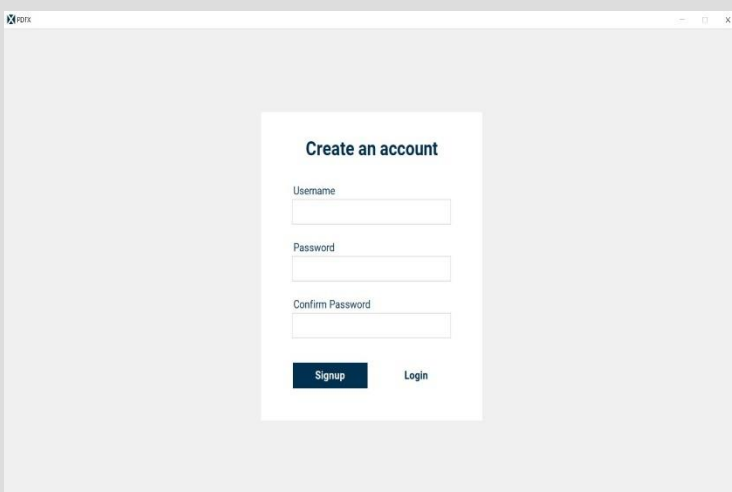 PDFX
Create an account
Username
Password
Confirm Password
Signup
Login